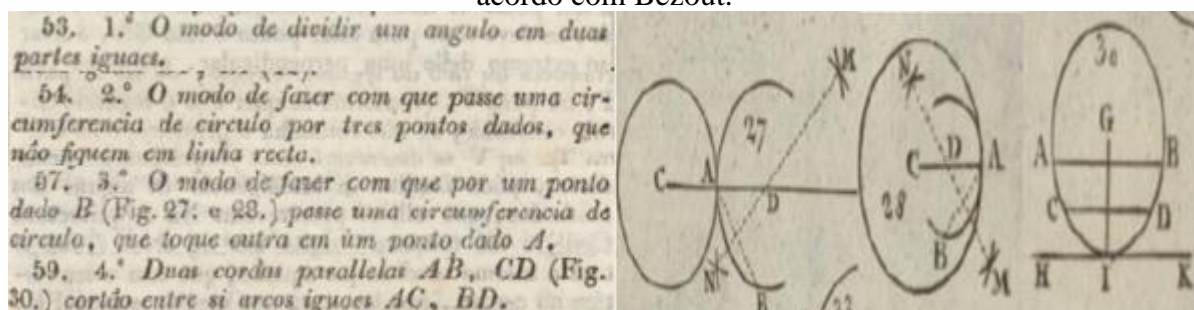 acordo com Bezout.
53. 1.º O modo de dividir um angulo em duas
partes iguaes.
54. 2.º O modo de fazer com que passe uma cir-
cumferencia de circulo por tres pontos dados, que
não fiquem em linha recta.
57. 3.º O modo de fazer com que por um ponto
dado B (Fig. 27. e 28.) passe uma circumferencia de
circulo, que toque outra em um ponto dado A.
59. 4.º Duas cordas parallelas AB, CD (Fig.
30.) cortão entre si arcos iguaes AC, BD.
27
M
C
A
D
N
B
N
C
D
A
28
B
M
30
G
A
B
C
D
H
I
K